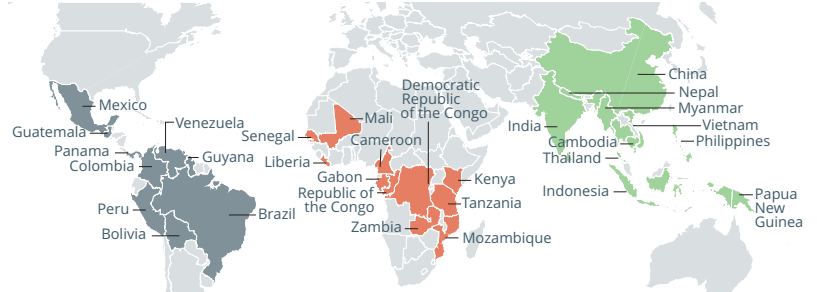 Mexico
Guatemala
Panama
Colombia
Venezuela
Guyana
Peru
Brazil
Bolivia
Senegal
Mali
Liberia
Cameroon
Democratic
Republic
of the Congo
Gabon
Republic of
the Congo
Kenya
Tanzania
Zambia
Mozambique
China
Nepal
Myanmar
India
Vietnam
Cambodia
Philippines
Thailand
Indonesia
Papua
New
Guinea